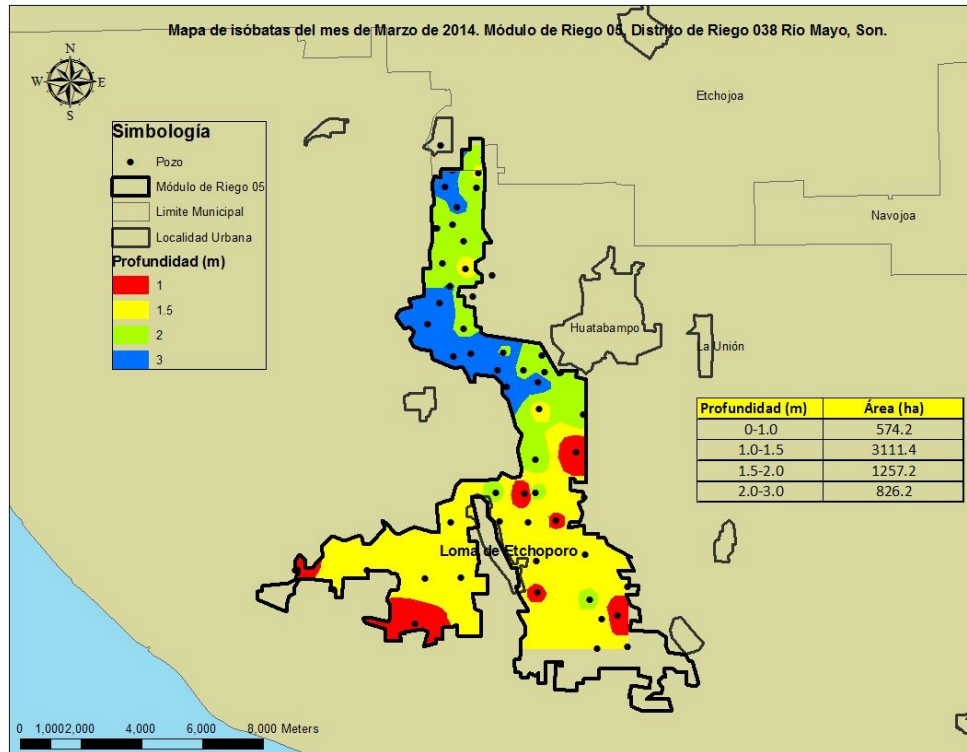 Mapa de isóbatas del mes de Marzo de 2014. Módulo de Riego 05, Distrito de Riego 038 Río Mayo, Son.
N
W E
S
Etchojoa
Simbología
Pozo
Módulo de Riego 05
Limite Municipal
Localidad Urbana
Profundidad (m)
1
1.5
2
3
Navojoa
Huatabampo
La Unión
Profundidad (m) Área (ha)
0-1.0 574.2
1.0-1.5 3111.4
1.5-2.0 1257.2
2.0-3.0 826.2
Loma de Etchoporo
0 1,0002,000 4,000 6,000 8,000 Meters